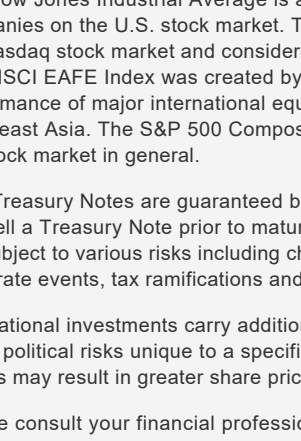 ow Jones Industrial Average is a
anies on the U.S. stock market. T
asdaq stock market and consider
ISCI EAFE Index was created by
rmance of major international equ
east Asia. The S&P 500 Compos
ock market in general.
Treasury Notes are guaranteed b
ell a Treasury Note prior to matur
ubject to various risks including ch
rate events, tax ramifications and
ational investments carry additio
political risks unique to a specifi
s may result in greater share pric
e consult your financial professio